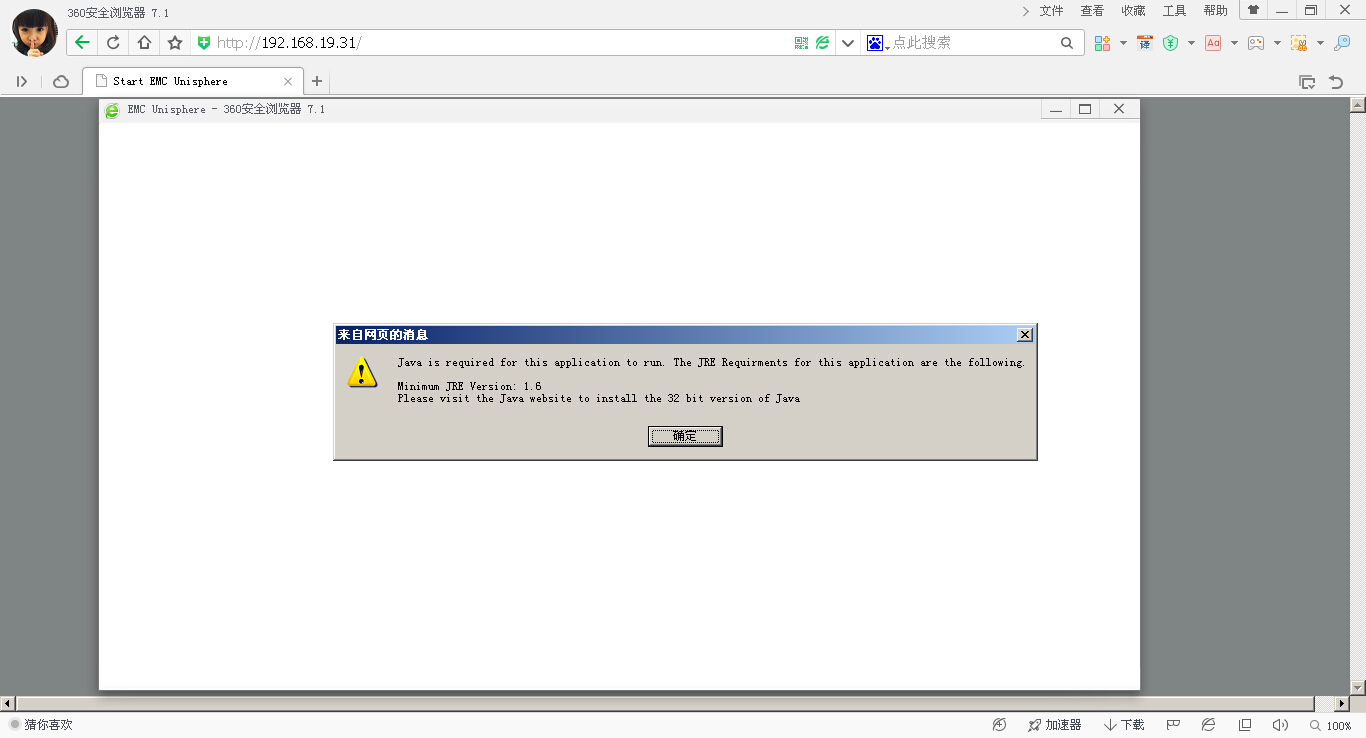 360安全浏览器 7.1
文件 查看 收藏 工具 帮助
http://192.168.19.31/
点此搜索
译
Aa
Start EMC Unisphere
EMC Unisphere - 360安全浏览器 7.1
来自网页的消息
Java is required for this application to run. The JRE Requirments for this application are the following.
Minimum JRE Version: 1.6
Please visit the Java website to install the 32 bit version of Java
确定
猜你喜欢
加速器 下载 100%